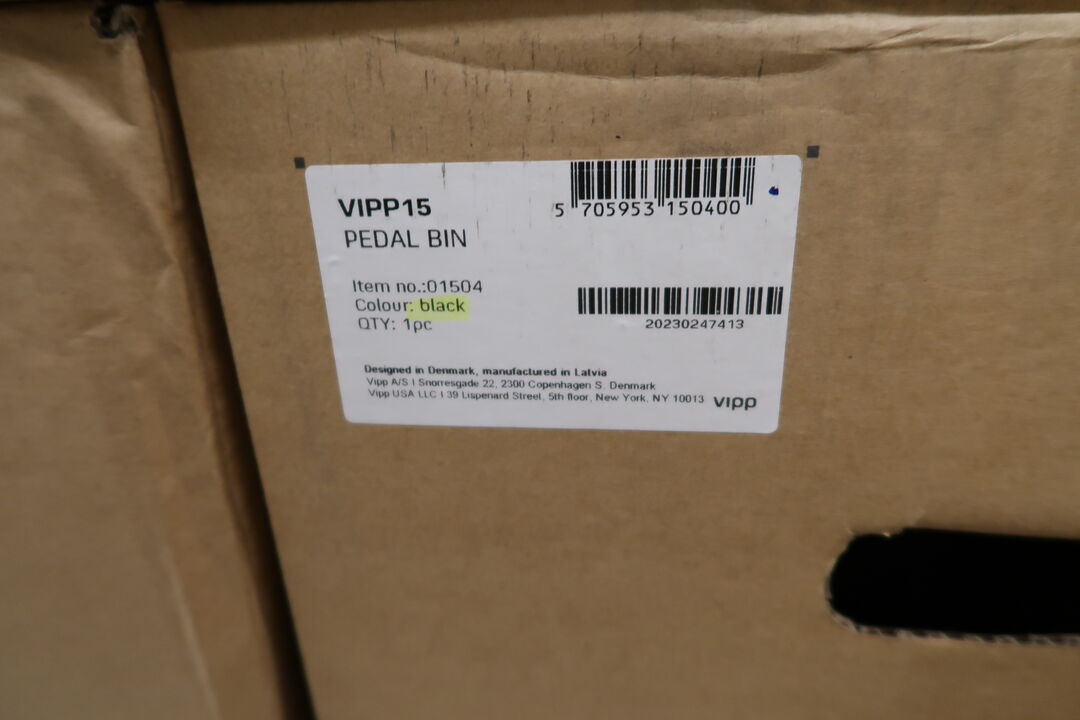 VIPP15
PEDAL BIN
5 705953 150400
Item no.:01504
Colour: black
QTY: 1pc
20230247413
Designed in Denmark, manufactured in Latvia
Vipp A/S | Snorresgade 22, 2300 Copenhagen S. Denmark
Vipp USA LLC | 39 Lispenard Street, 5th floor, New York, NY 10013
vipp